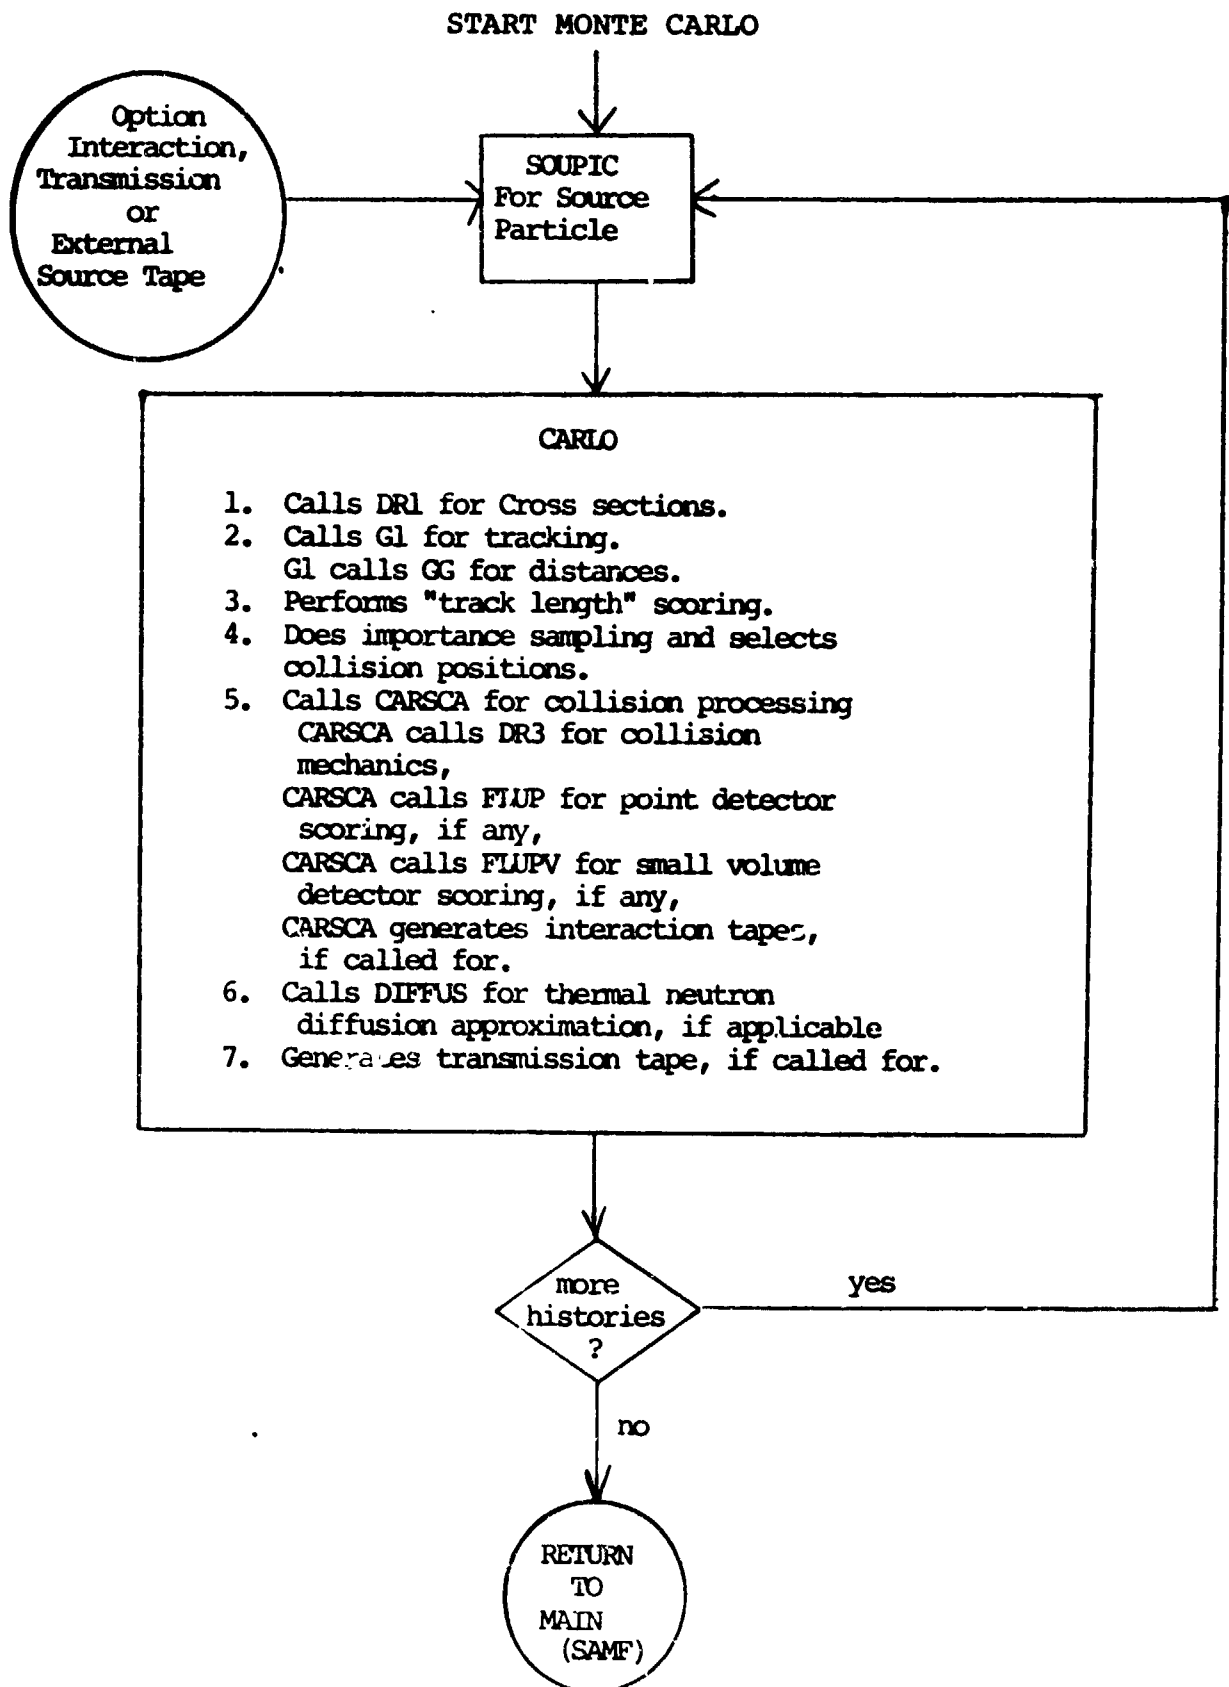 START MONTE CARLO
Option
Interaction,
Transmission
or
External
Source Tape
SOUPIC
For Source
Particle
CARLO
1. Calls DR1 for Cross sections.
2. Calls G1 for tracking.
G1 calls GG for distances.
3. Performs "track length" scoring.
4. Does importance sampling and selects
collision positions.
5. Calls CARSCA for collision processing
CARSCA calls DR3 for collision
mechanics,
CARSCA calls FLUP for point detector
scoring, if any,
CARSCA calls FLUPV for small volume
detector scoring, if any,
CARSCA generates interaction tapes,
if called for.
6. Calls DIFFUS for thermal neutron
diffusion approximation, if applicable
7. Generates transmission tape, if called for.
more
histories
?
yes
no
RETURN
TO
MAIN
(SAMF)